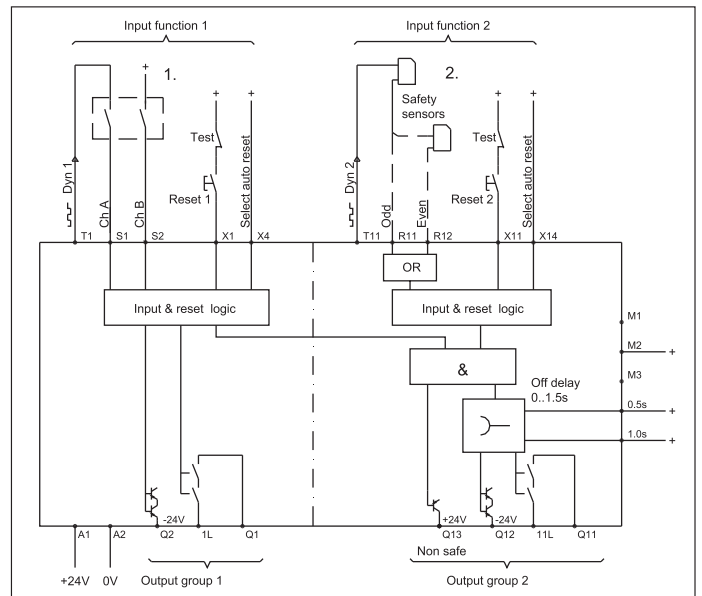 Input function 1
Input function 2
1.
2.
+
+
+
+
+
Safety
sensors
Test
Test
Dyn 1
Ch A
Ch B
Reset 1
Select auto reset
Dyn 2
Odd
Even
Reset 2
Select auto reset
T1
S1
S2
X1
X4
T11
R11
R12
X11
X14
OR
Input & reset logic
Input & reset logic
M1
M2
+
&
M3
Off delay
0..1.5s
0.5s
+
1.0s
+
-24V
+24V
-24V
A1
A2
Q2
1L
Q1
Q13
Q12
11L
Q11
Non safe
+24V
0V
Output group 1
Output group 2